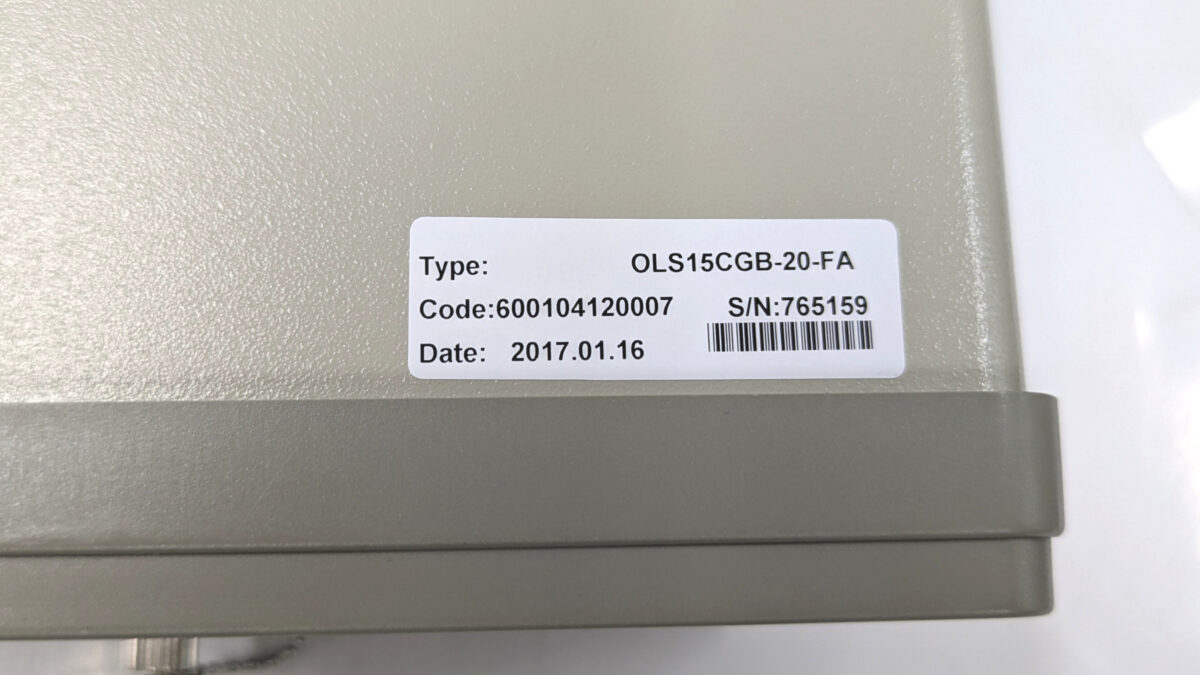 Type: OLS15CGB-20-FA
Code:600104120007 S/N:765159
Date: 2017.01.16